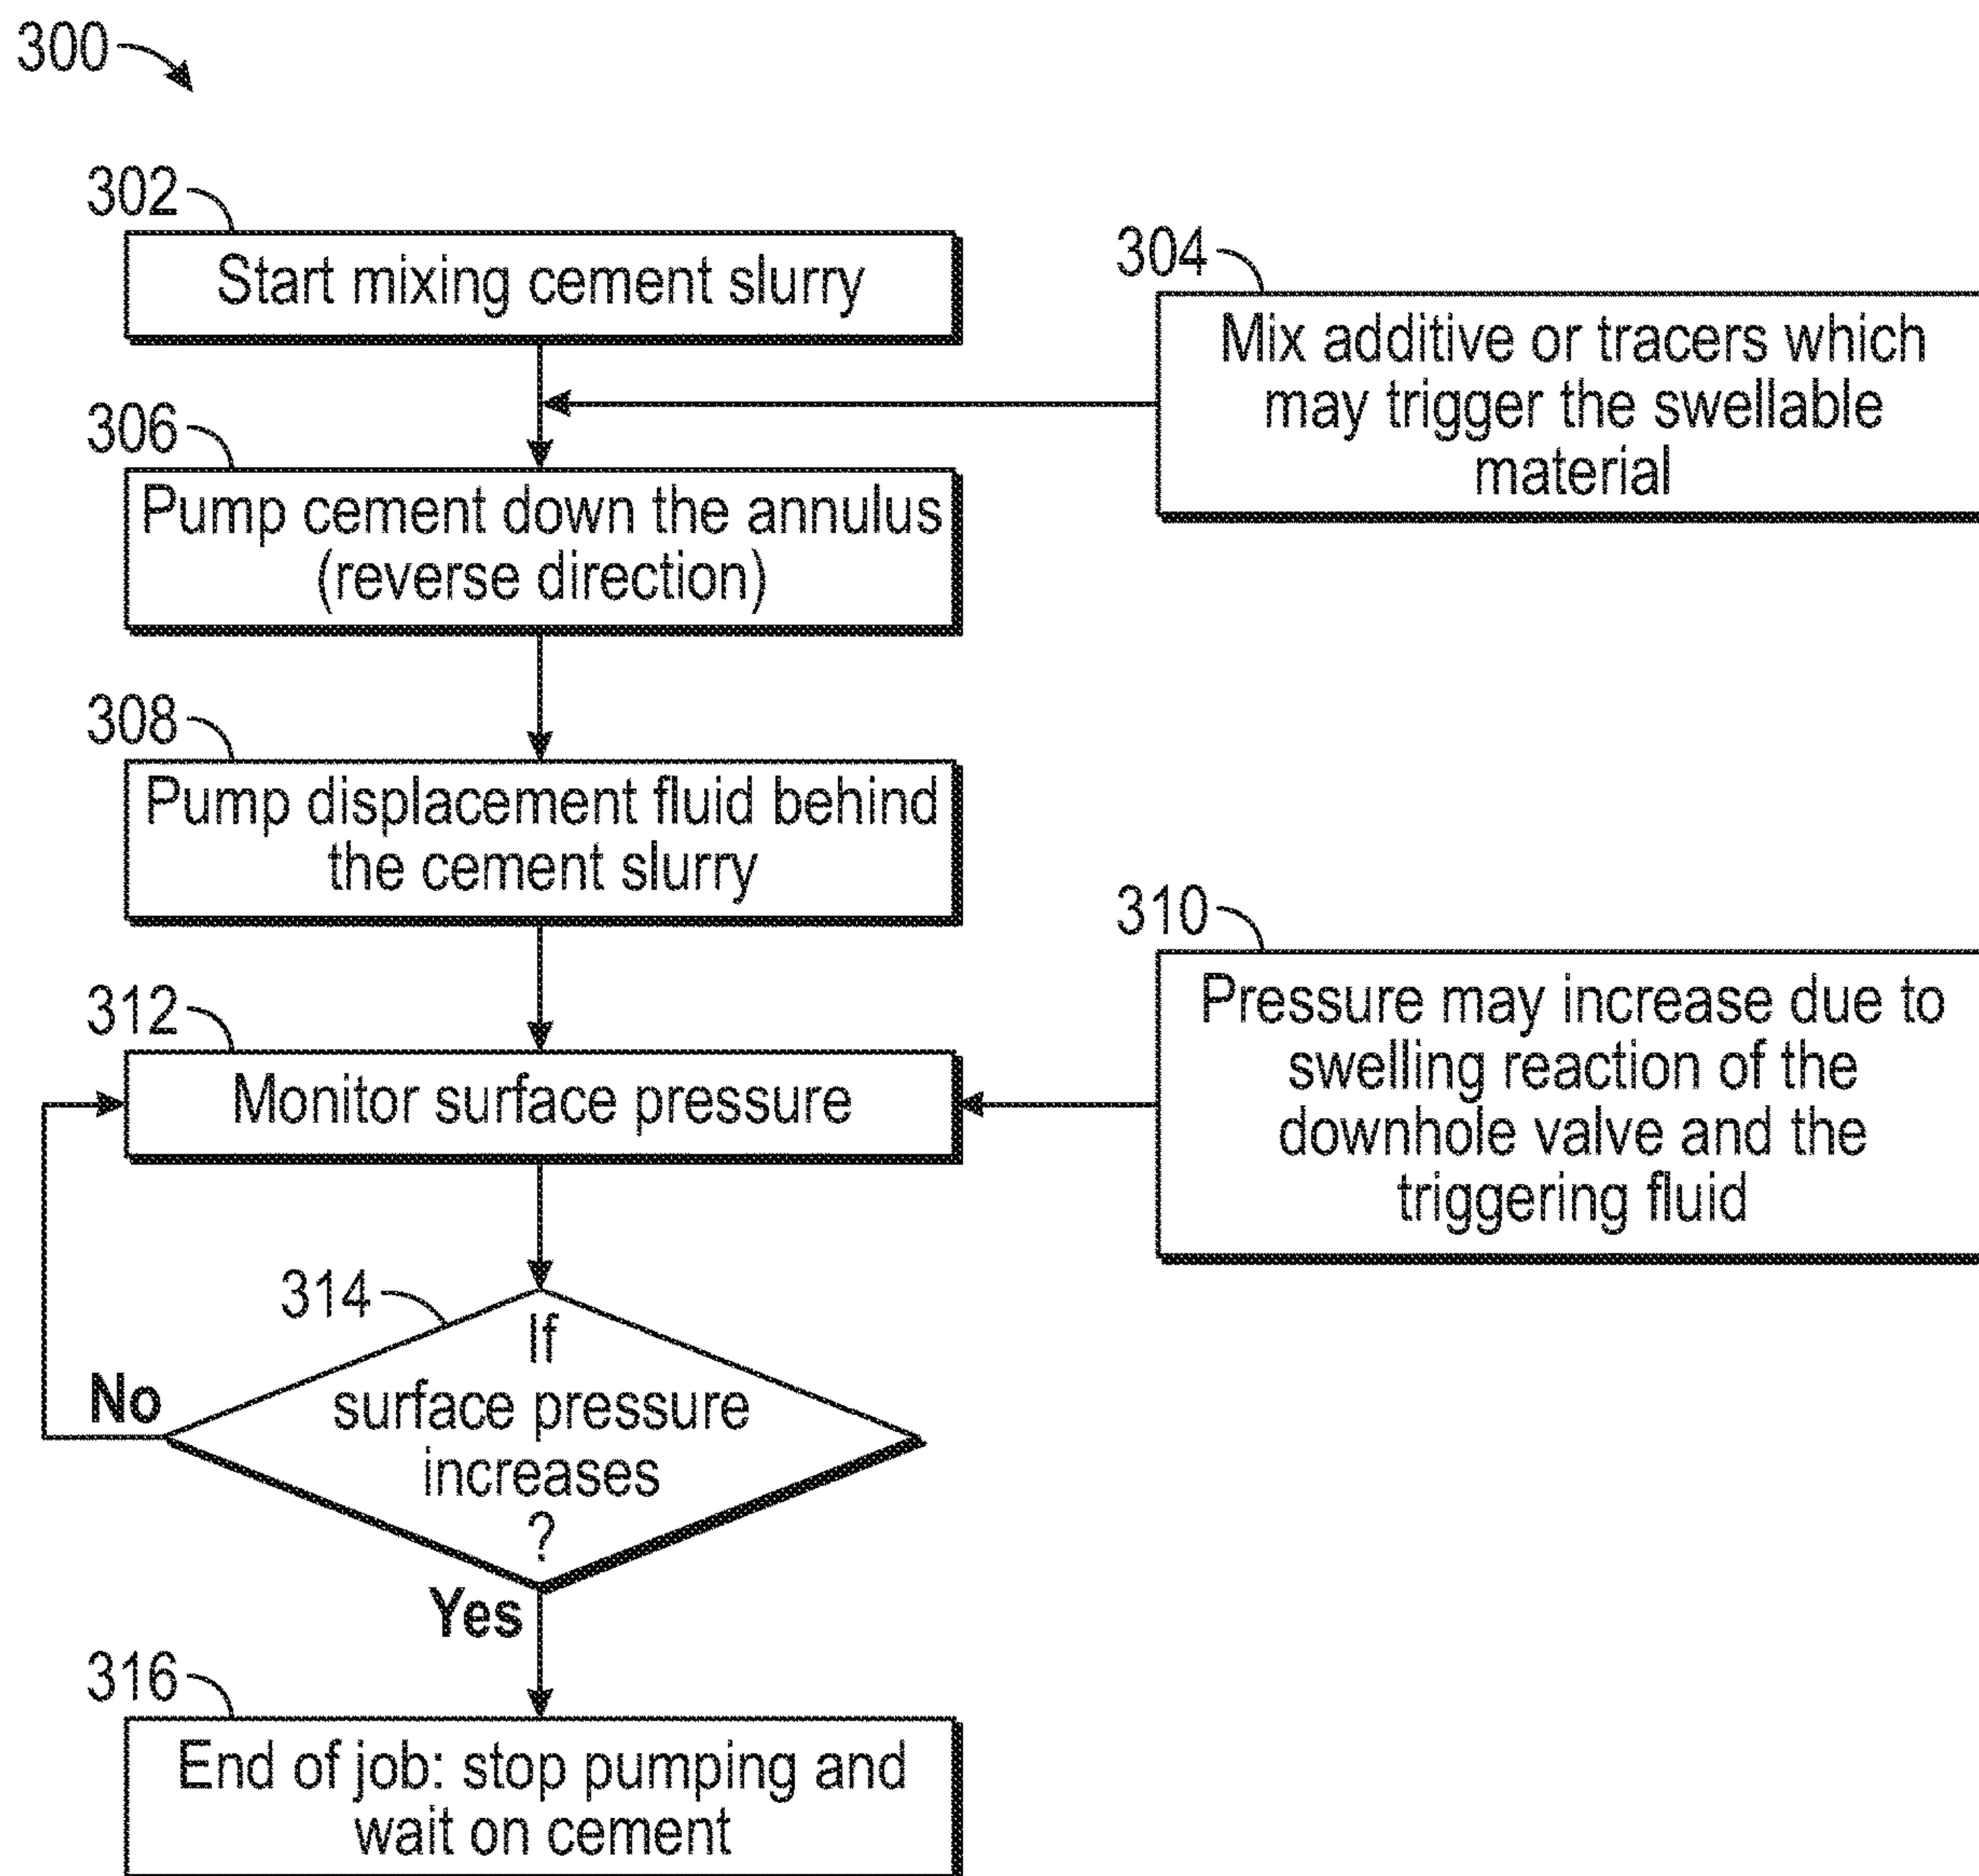 300
302
Start mixing cement slurry
304
Mix additive or tracers which
may trigger the swellable
material
306
Pump cement down the annulus
(reverse direction)
308
Pump displacement fluid behind
the cement slurry
310
Pressure may increase due to
swelling reaction of the
downhole valve and the
triggering fluid
312
Monitor surface pressure
314
If
surface pressure
increases
?
No
Yes
316
End of job: stop pumping and
wait on cement